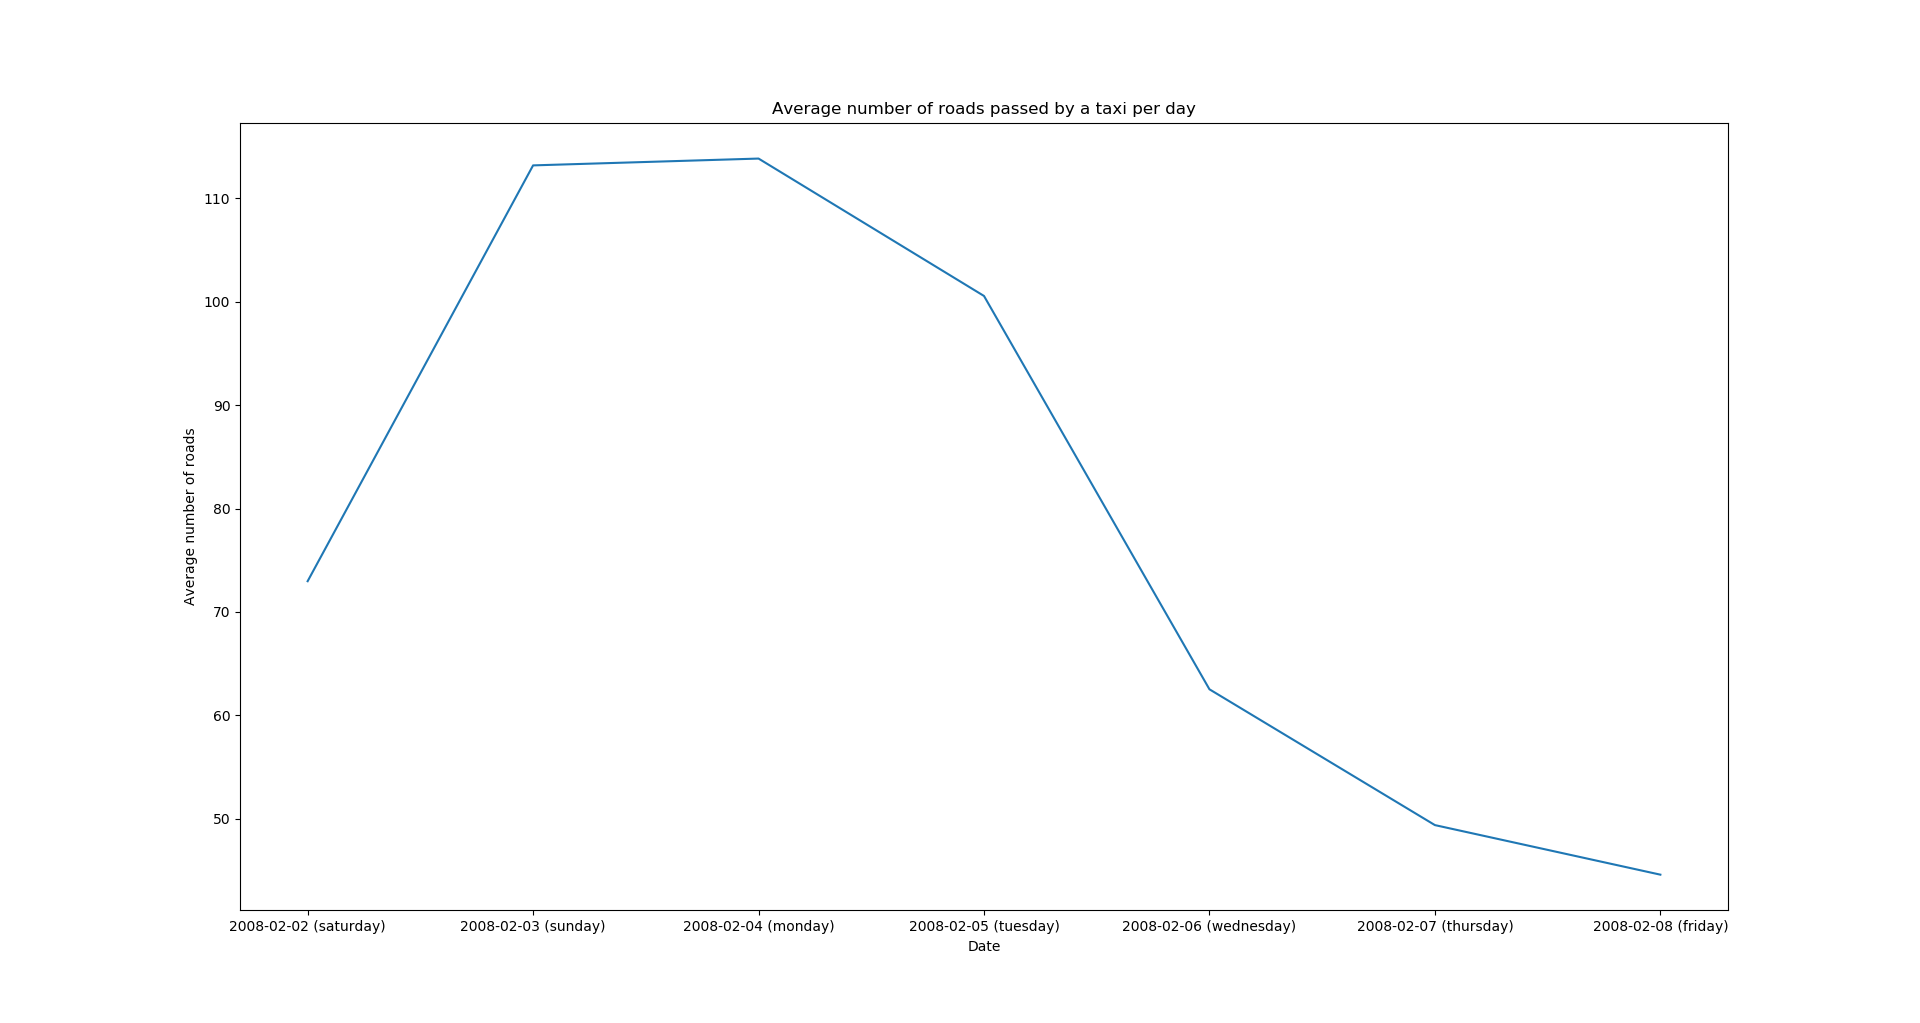 Average number of roads passed by a taxi per day
110
100
90
80
70
60
50
Average number of roads
2008-02-02 (saturday) 2008-02-03 (sunday) 2008-02-04 (monday) 2008-02-05 (tuesday) 2008-02-06 (wednesday) 2008-02-07 (thursday) 2008-02-08 (friday)
Date